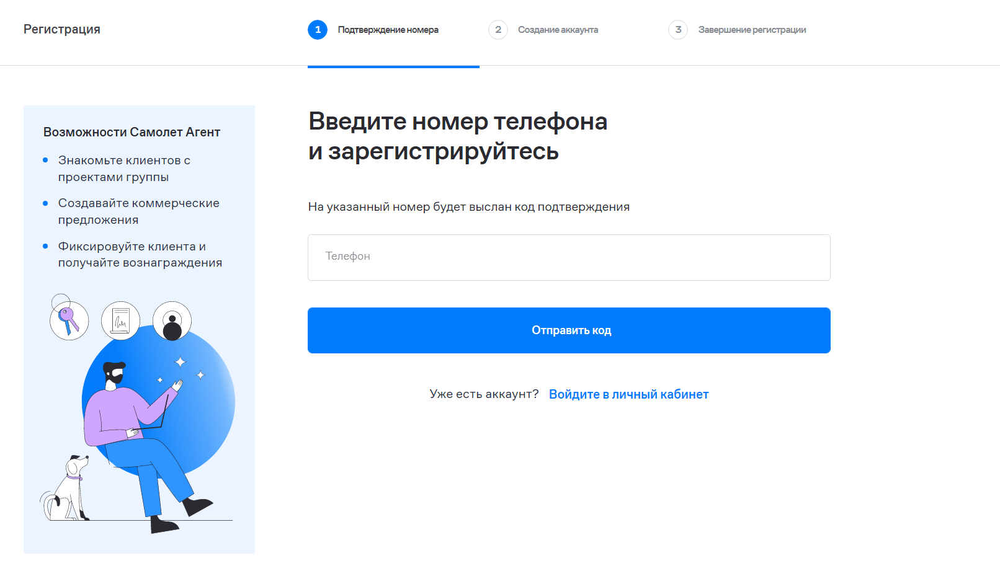 Регистрация
1 Подтверждение номера
2 Создание аккаунта
3 Завершение регистрации
Возможности Самолет Агент
Знакомьте клиентов с
проектами группы
Создавайте коммерческие
предложения
Фиксировуйте клиента и
получайте вознаграждения
Введите номер телефона
и зарегистрируйтесь
На указанный номер будет выслан код подтверждения
Телефон
Отправить код
Уже есть аккаунт? Войдите в личный кабинет